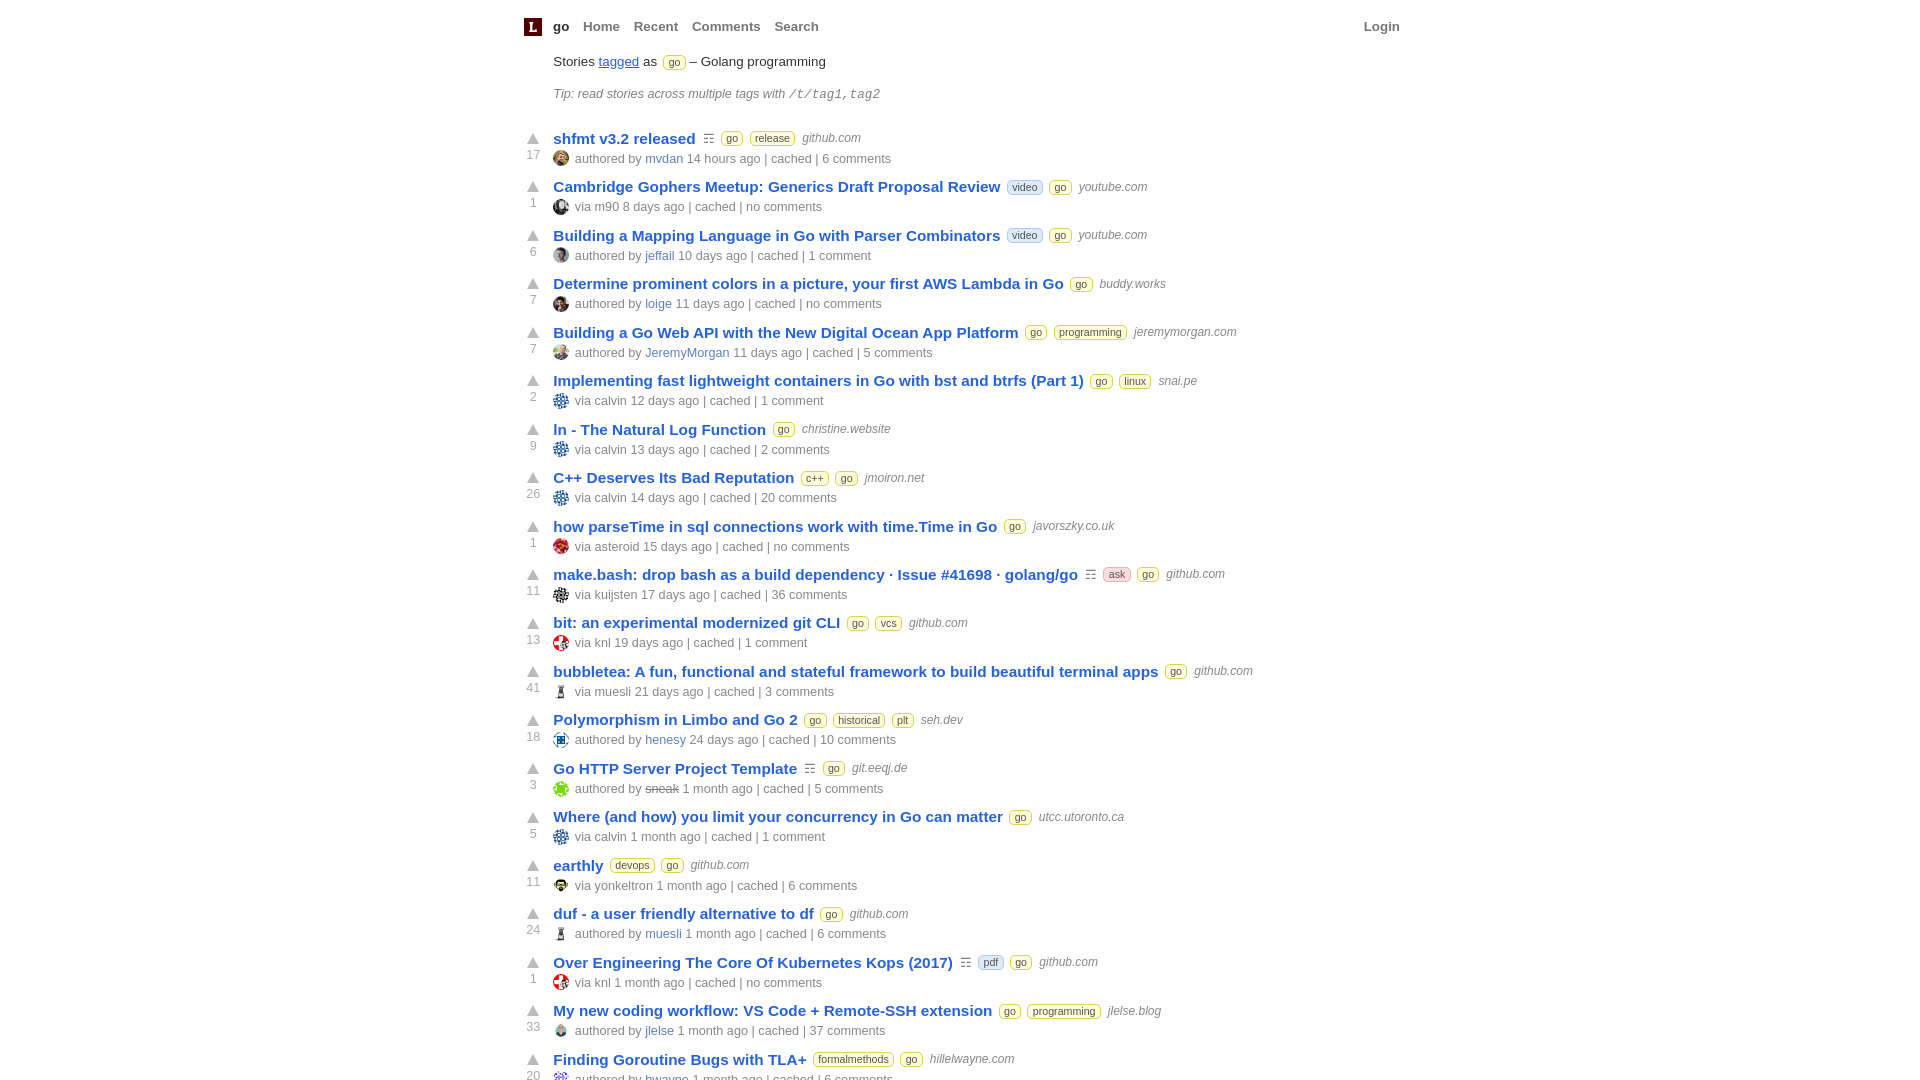 L go Home Recent Comments Search Login
Stories tagged as go – Golang programming
Tip: read stories across multiple tags with /t/tag1,tag2
shfmt v3.2 released ☶ go release github.com
17 authored by mvdan 14 hours ago | cached | 6 comments
Cambridge Gophers Meetup: Generics Draft Proposal Review video go youtube.com
1 via m90 8 days ago | cached | no comments
Building a Mapping Language in Go with Parser Combinators video go youtube.com
6 authored by jeffail 10 days ago | cached | 1 comment
Determine prominent colors in a picture, your first AWS Lambda in Go go buddy.works
7 authored by loige 11 days ago | cached | no comments
Building a Go Web API with the New Digital Ocean App Platform go programming jeremymorgan.com
7 authored by JeremyMorgan 11 days ago | cached | 5 comments
Implementing fast lightweight containers in Go with bst and btrfs (Part 1) go linux snai.pe
2 via calvin 12 days ago | cached | 1 comment
ln - The Natural Log Function go christine.website
9 via calvin 13 days ago | cached | 2 comments
C++ Deserves Its Bad Reputation c++ go jmoiron.net
26 via calvin 14 days ago | cached | 20 comments
how parseTime in sql connections work with time.Time in Go go javorszky.co.uk
1 via asteroid 15 days ago | cached | no comments
make.bash: drop bash as a build dependency · Issue #41698 · golang/go ☶ ask go github.com
11 via kuijsten 17 days ago | cached | 36 comments
bit: an experimental modernized git CLI go vcs github.com
13 via knl 19 days ago | cached | 1 comment
bubbletea: A fun, functional and stateful framework to build beautiful terminal apps go github.com
41 via muesli 21 days ago | cached | 3 comments
Polymorphism in Limbo and Go 2 go historical plt seh.dev
18 authored by henesy 24 days ago | cached | 10 comments
Go HTTP Server Project Template ☶ go git.eeqj.de
3 authored by sneak 1 month ago | cached | 5 comments
Where (and how) you limit your concurrency in Go can matter go utcc.utoronto.ca
5 via calvin 1 month ago | cached | 1 comment
earthly devops go github.com
11 via yonkeltron 1 month ago | cached | 6 comments
duf - a user friendly alternative to df go github.com
24 authored by muesli 1 month ago | cached | 6 comments
Over Engineering The Core Of Kubernetes Kops (2017) ☶ pdf go github.com
1 via knl 1 month ago | cached | no comments
My new coding workflow: VS Code + Remote-SSH extension go programming jlelse.blog
33 authored by jlelse 1 month ago | cached | 37 comments
Finding Goroutine Bugs with TLA+ formalmethods go hillelwayne.com
20 authored by hwayne 1 month ago | cached | 6 comments